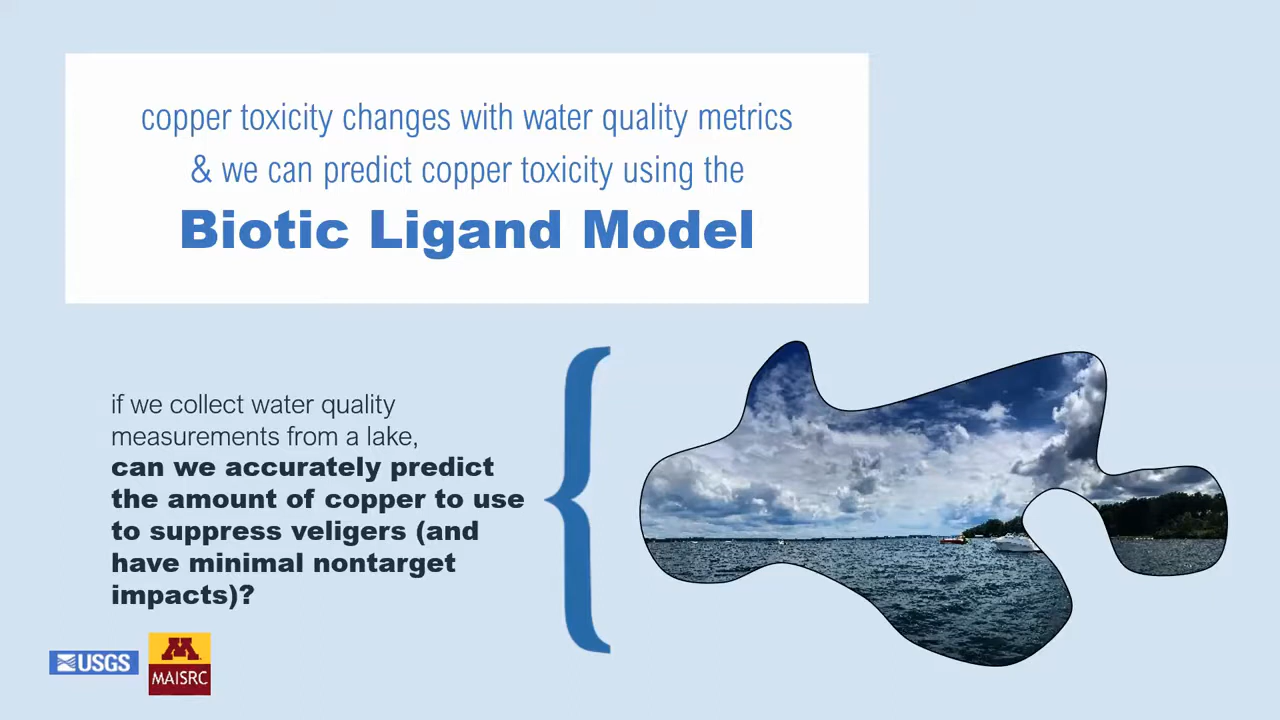 copper toxicity changes with water quality metrics
& we can predict copper toxicity using the
Biotic Ligand Model
if we collect water quality
measurements from a lake,
can we accurately predict
the amount of copper to use
to suppress veligers (and
have minimal nontarget
impacts)?
USGS
M
MAISRC